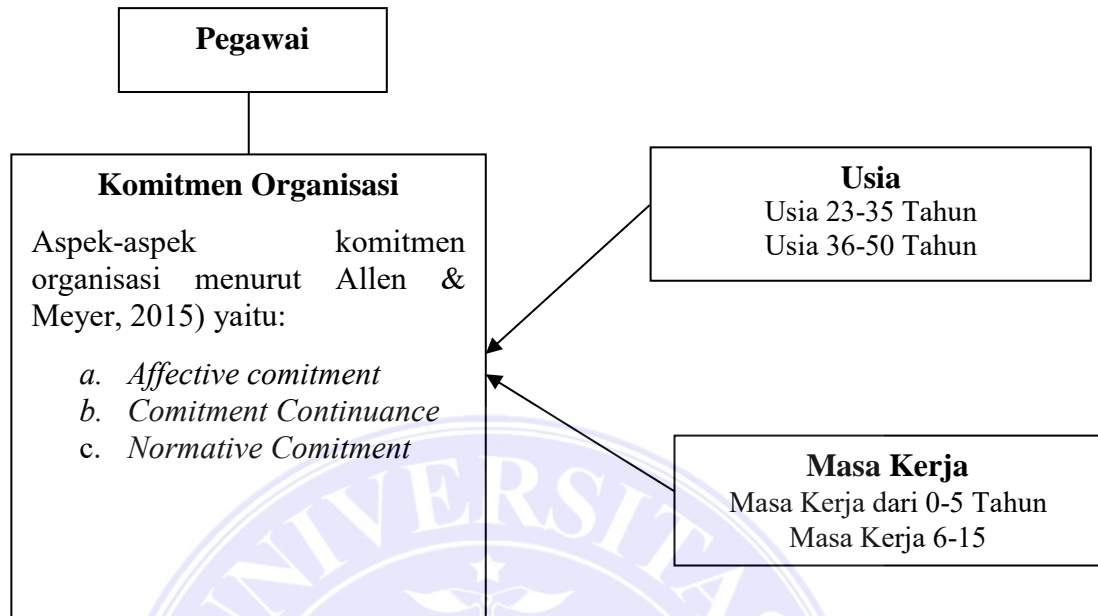 Pegawai
Komitmen Organisasi
Aspek-aspek komitmen
organisasi menurut Allen &
Meyer, 2015) yaitu:
a. Affective comitment
b. Comitment Continuance
c. Normative Comitment
Usia
Usia 23-35 Tahun
Usia 36-50 Tahun
Masa Kerja
Masa Kerja dari 0-5 Tahun
Masa Kerja 6-15
UNIVERSITAS